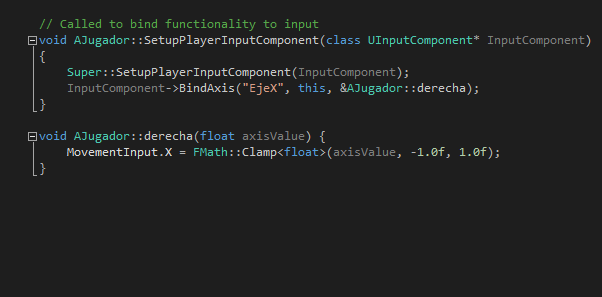 // Called to bind functionality to input
void AJugador::SetupPlayerInputComponent(class UInputComponent* InputComponent)
{
    Super::SetupPlayerInputComponent(InputComponent);
    InputComponent->BindAxis("EjeX", this, &AJugador::derecha);
}

void AJugador::derecha(float axisValue) {
    MovementInput.X = FMath::Clamp<float>(axisValue, -1.0f, 1.0f);
}